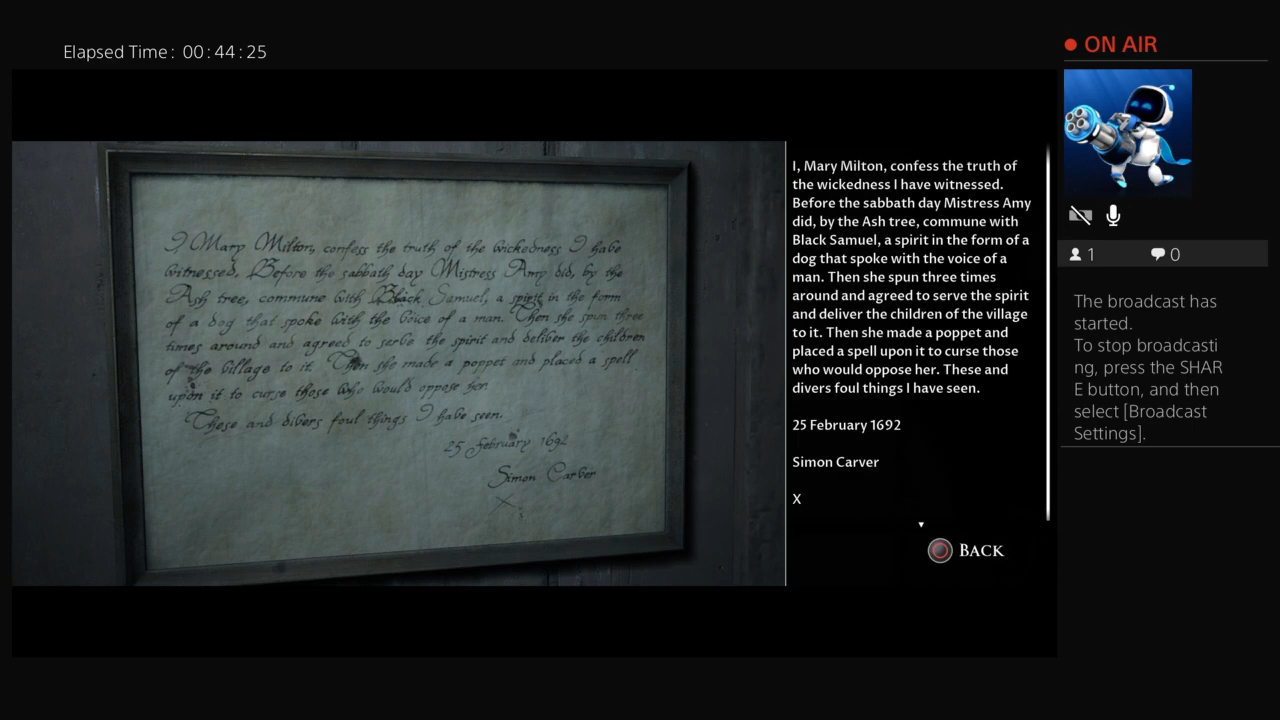 Elapsed Time: 00:44:25
ON AIR
I, Mary Milton, confess the truth of the wickedness I have
witnessed. Before the sabbath day Mistress Amy did, by the
Ash tree, commune with Black Samuel, a spirit in the form
of a dog that spoke with the voice of a man. Then she spun three
times around and agreed to serve the spirit and deliver the children
of the village to it. Then she made a poppet and placed a spell
upon it to curse those who would oppose her.
These and divers foul things I have seen.
25 February 1692
Simon Carver
X
I, Mary Milton, confess the truth of
the wickedness I have witnessed.
Before the sabbath day Mistress Amy
did, by the Ash tree, commune with
Black Samuel, a spirit in the form of a
dog that spoke with the voice of a
man. Then she spun three times
around and agreed to serve the spirit
and deliver the children of the village
to it. Then she made a poppet and
placed a spell upon it to curse those
who would oppose her. These and
divers foul things I have seen.
25 February 1692
Simon Carver
X
BACK
1
0
The broadcast has
started.
To stop broadcasti
ng, press the SHAR
E button, and then
select [Broadcast
Settings].